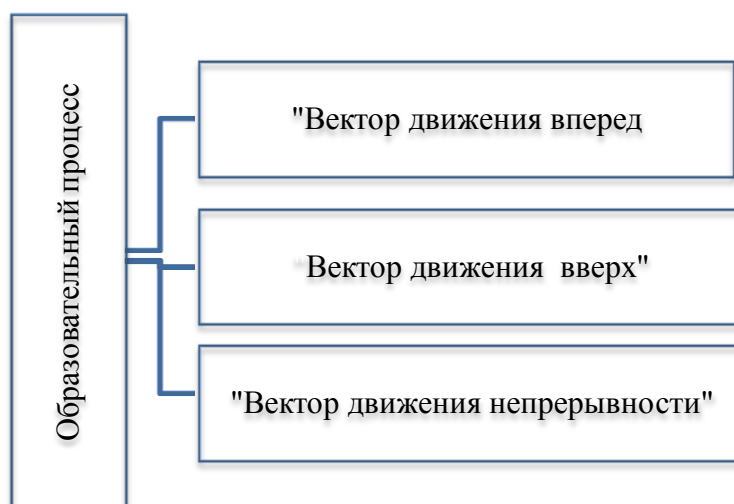 Образовательный процесс
"Вектор движения вперед
"Вектор движения вверх"
"Вектор движения непрерывности"